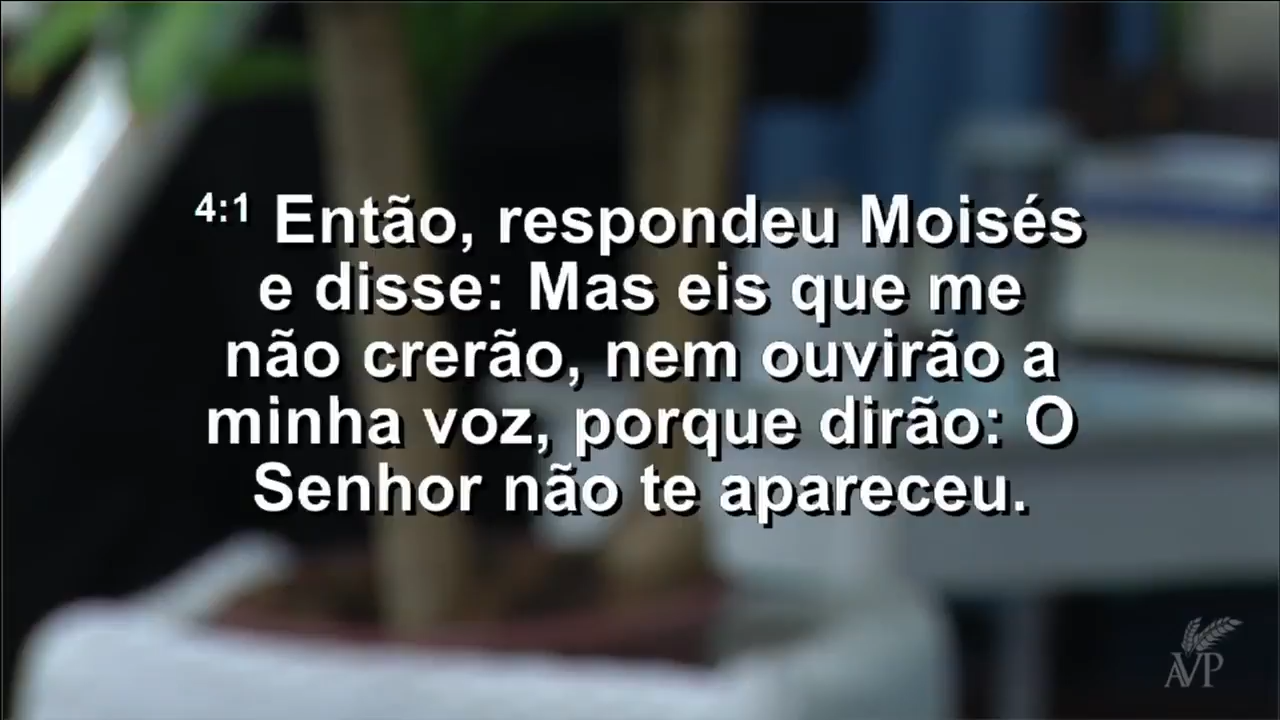 4:1 Então, respondeu Moisés
e disse: Mas eis que me
não crerão, nem ouvirão a
minha voz, porque dirão: O
Senhor não te apareceu.
AVP